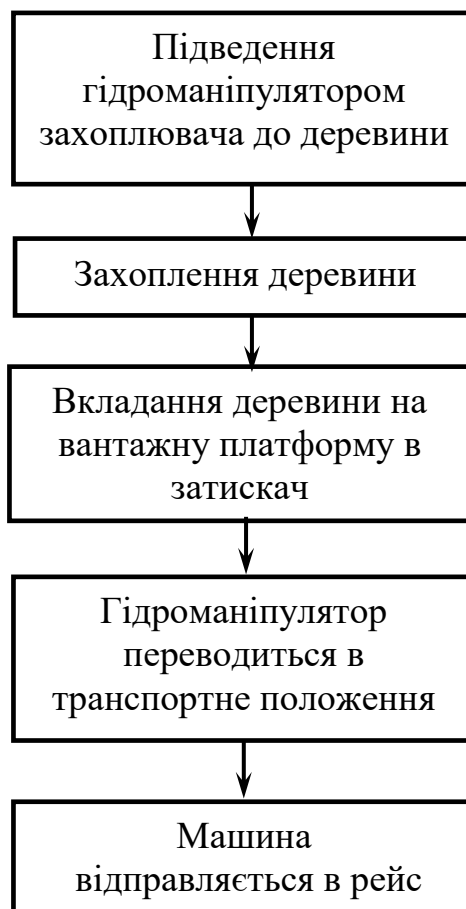 Підведення
гідроманіпулятором
захоплювача до деревини
Захоплення деревини
Вкладання деревини на
вантажну платформу в
затискач
Гідроманіпулятор
переводиться в
транспортне положення
Машина
відправляється в рейс